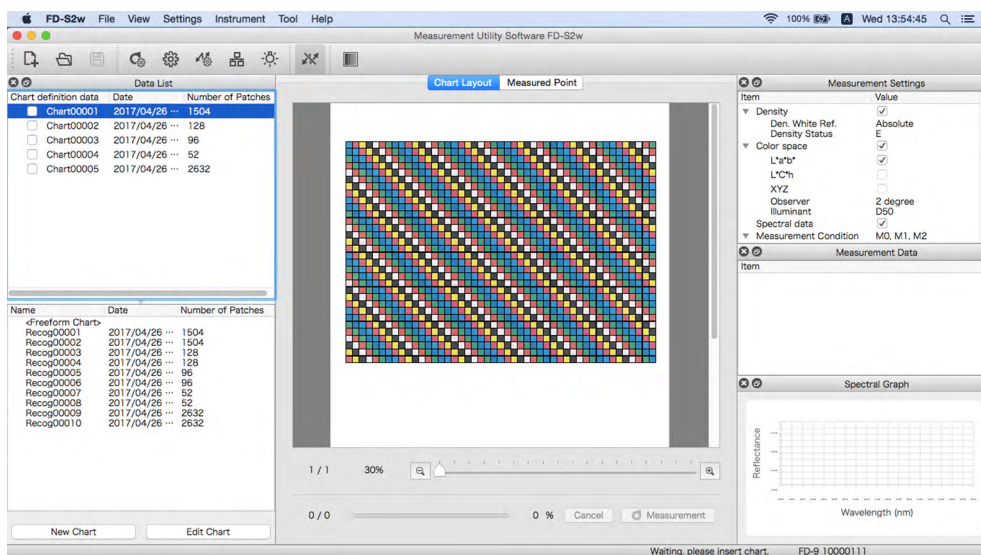 FD-S2w File View Settings Instrument Tool Help 100% A Wed 13:54:45
Measurement Utility Software FD-S2w
Data List
Chart definition data Date Number of Patches
Chart00001 2017/04/26 ··· 1504
Chart00002 2017/04/26 ··· 128
Chart00003 2017/04/26 ··· 96
Chart00004 2017/04/26 ··· 52
Chart00005 2017/04/26 ··· 2632
Name Date Number of Patches
<Freeform Chart>
Recog00001 2017/04/26 ··· 1504
Recog00002 2017/04/26 ··· 1504
Recog00003 2017/04/26 ··· 128
Recog00004 2017/04/26 ··· 128
Recog00005 2017/04/26 ··· 96
Recog00006 2017/04/26 ··· 96
Recog00007 2017/04/26 ··· 52
Recog00008 2017/04/26 ··· 52
Recog00009 2017/04/26 ··· 2632
Recog00010 2017/04/26 ··· 2632
New Chart Edit Chart
Chart Layout Measured Point
1 / 1 30%
0 / 0 0 % Cancel Measurement
Measurement Settings
Item Value
Density
Den. White Ref. Absolute
Density Status E
Color space
L*a*b*
L*C*h
XYZ
Observer 2 degree
Illuminant D50
Spectral data
Measurement Condition M0, M1, M2
Measurement Data
Item
Spectral Graph
Reflectance
Wavelength (nm)
Waiting, please insert chart. FD-9 10000111